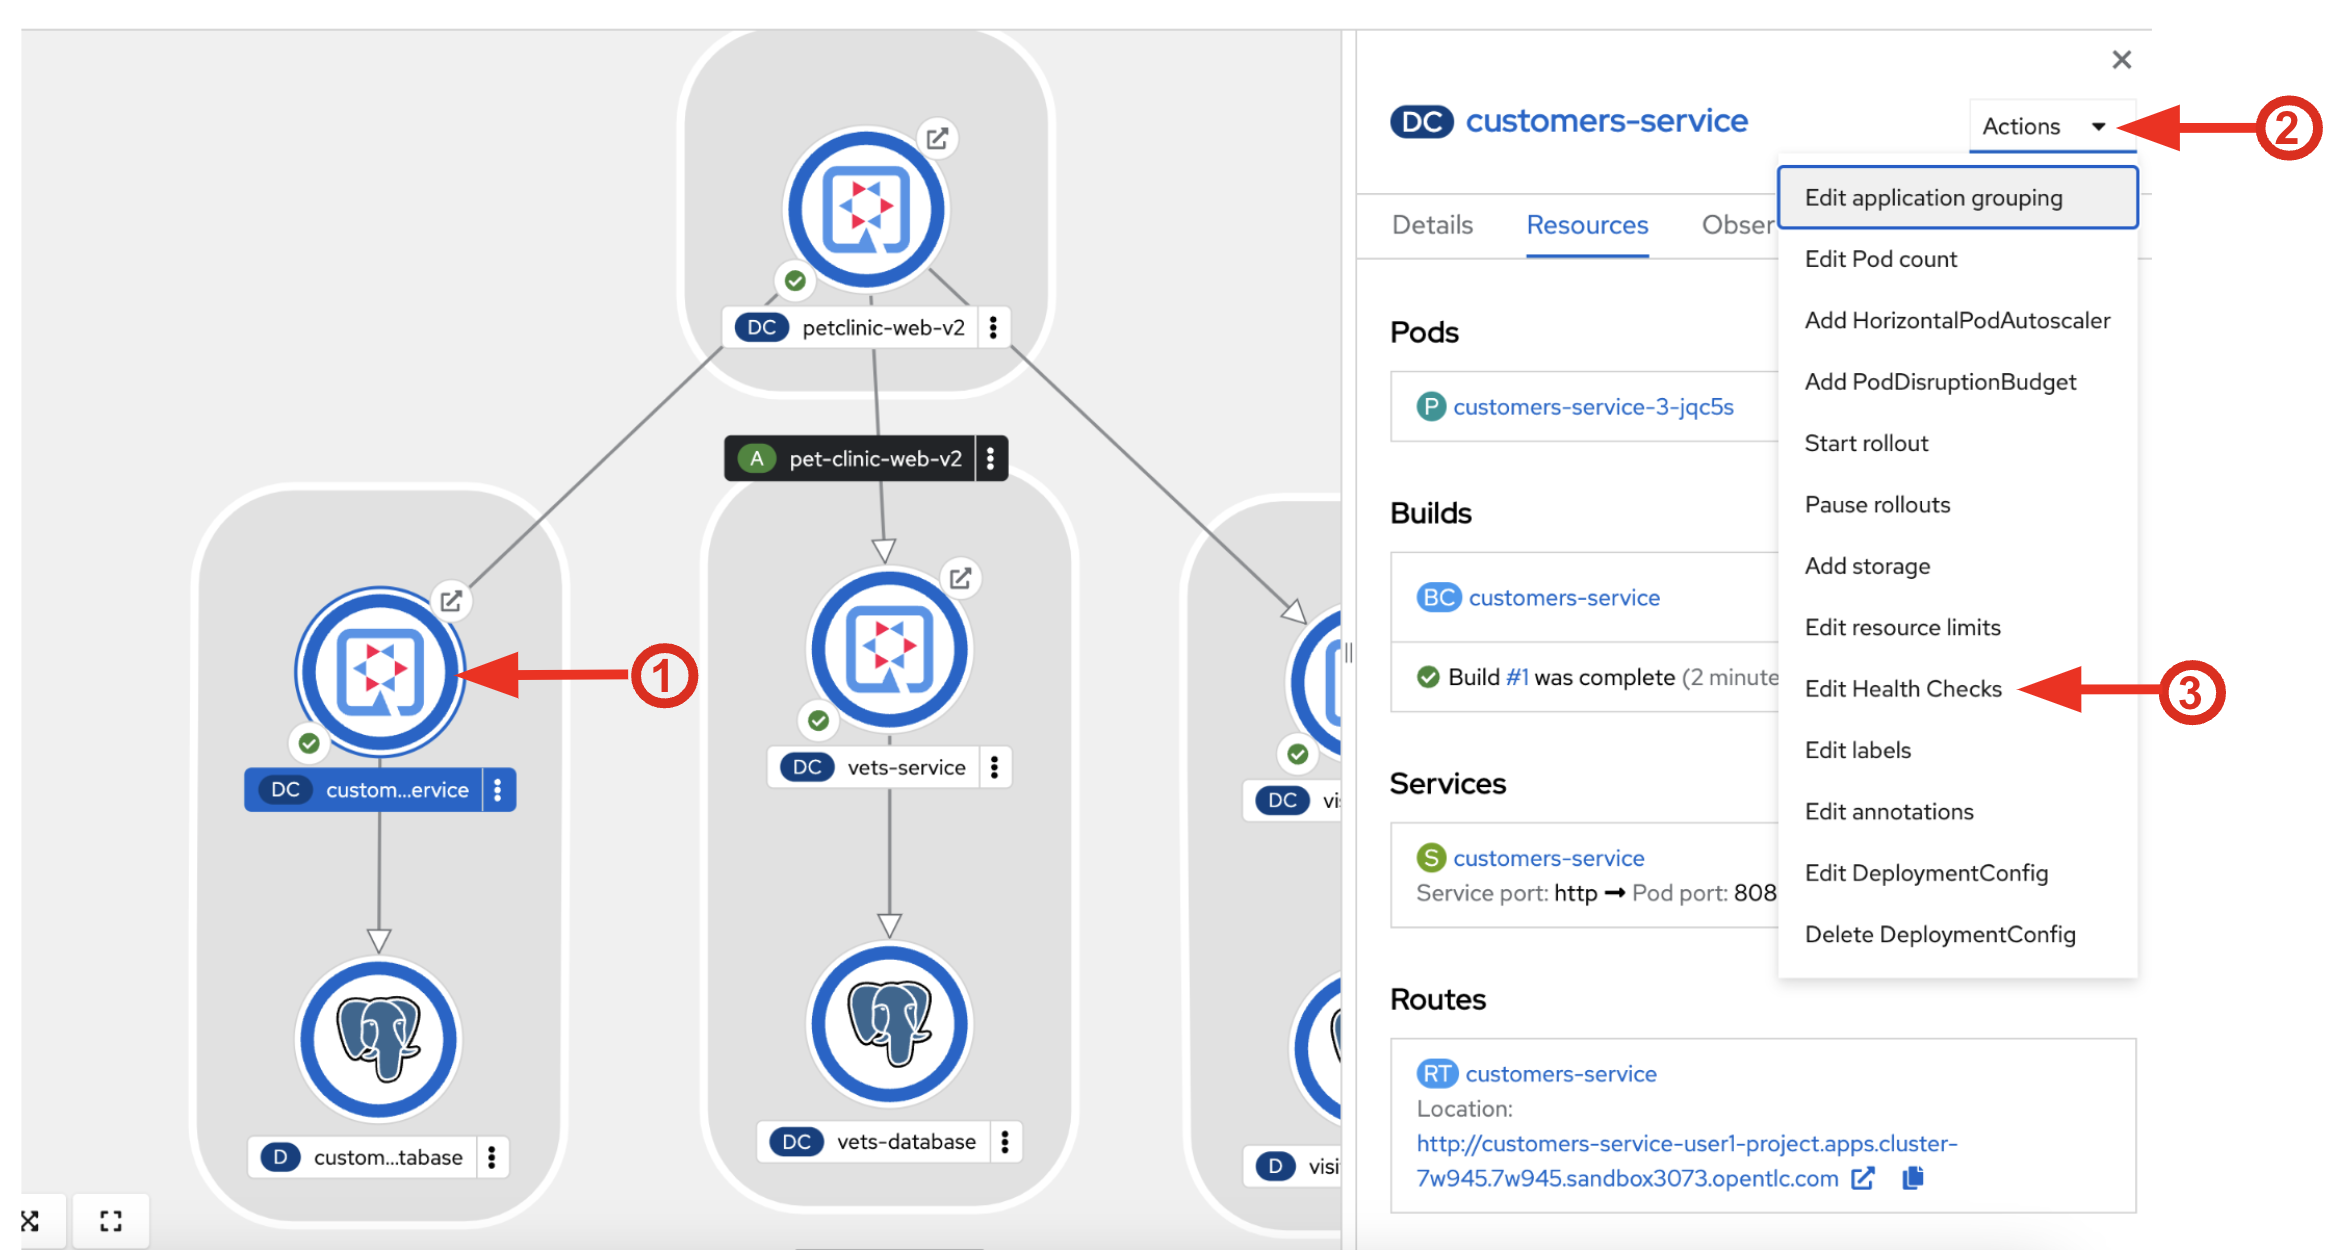 DC petclinic-web-v2
A pet-clinic-web-v2
1
DC custom...ervice
DC vets-service
DC vi
D custom...tabase
DC vets-database
D visi
DC customers-service
Actions
2
Details Resources Obser
Edit application grouping
Edit Pod count
Add HorizontalPodAutoscaler
Add PodDisruptionBudget
Start rollout
Pause rollouts
Add storage
Edit resource limits
Edit Health Checks
3
Edit labels
Edit annotations
Edit DeploymentConfig
Delete DeploymentConfig
Pods
P customers-service-3-jqc5s
Builds
BC customers-service
Build #1 was complete (2 minute
Services
S customers-service
Service port: http → Pod port: 808
Routes
RT customers-service
Location:
http://customers-service-user1-project.apps.cluster-
7w945.7w945.sandbox3073.opentlc.com